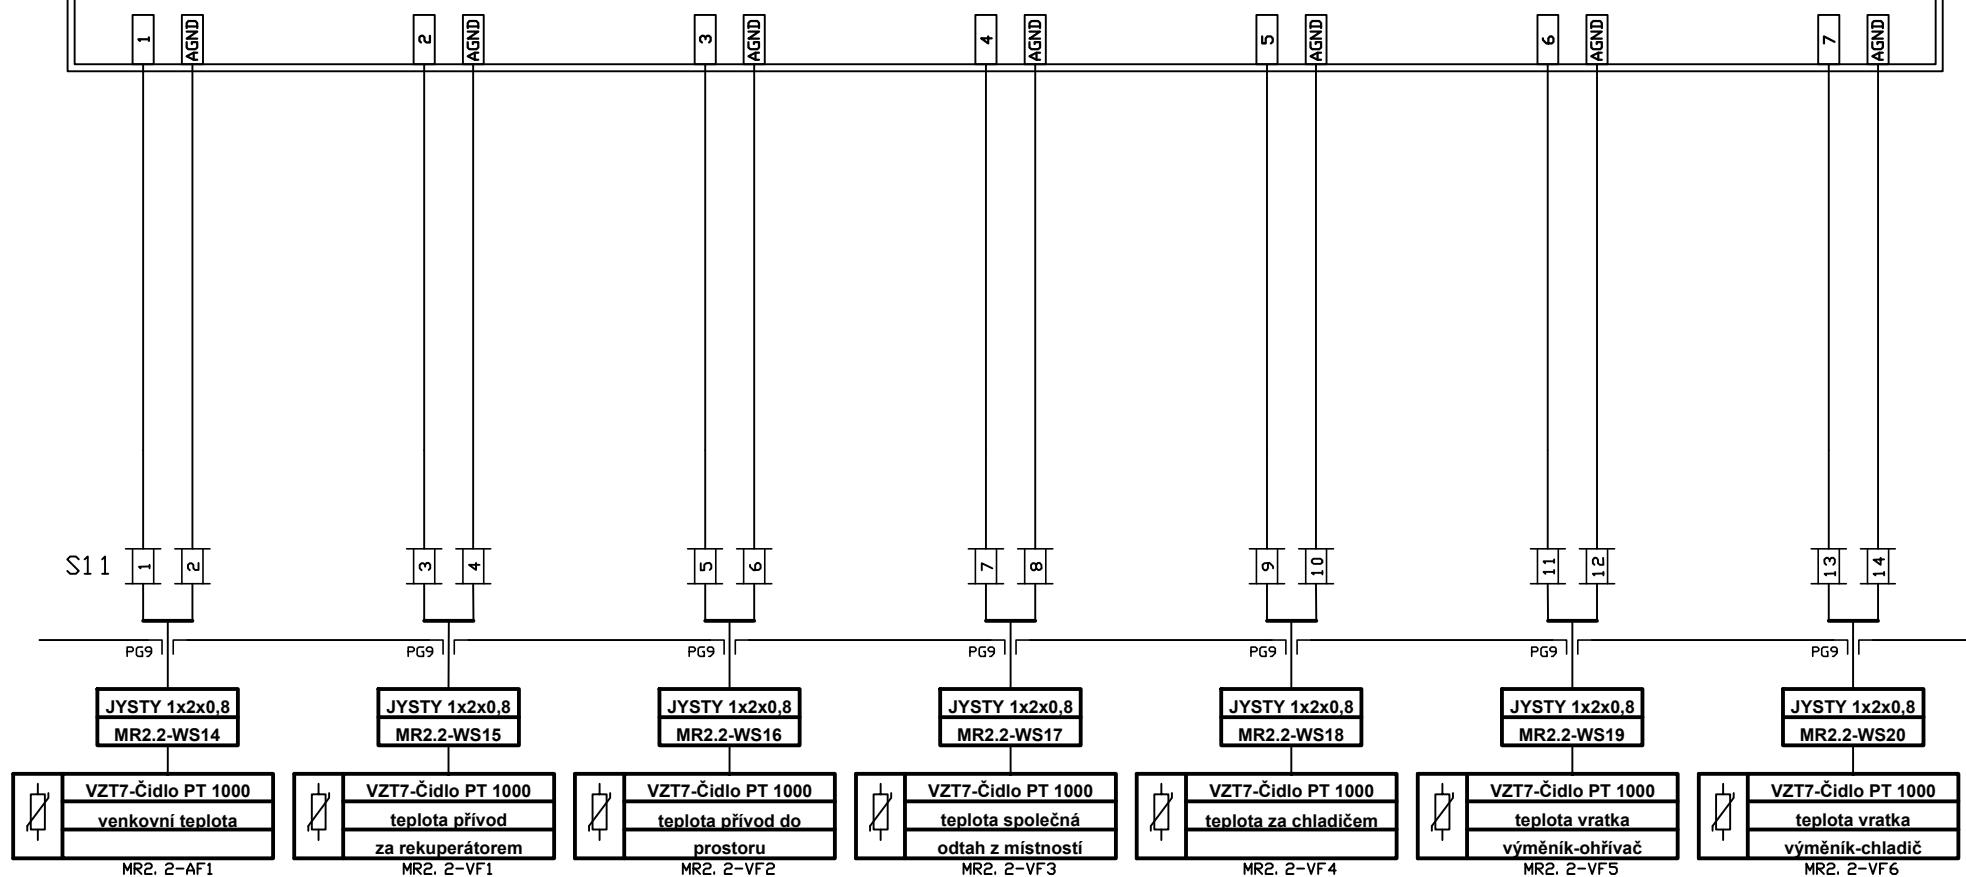 1 AGND 2 AGND 3 AGND 4 AGND 5 AGND 6 AGND 7 AGND
S11 1 2 3 4 5 6 7 8 9 10 11 12 13 14
PG9 PG9 PG9 PG9 PG9 PG9 PG9
JYSTY 1x2x0,8 JYSTY 1x2x0,8 JYSTY 1x2x0,8 JYSTY 1x2x0,8 JYSTY 1x2x0,8 JYSTY 1x2x0,8 JYSTY 1x2x0,8
MR2.2-WS14 MR2.2-WS15 MR2.2-WS16 MR2.2-WS17 MR2.2-WS18 MR2.2-WS19 MR2.2-WS20
VZT7-Čidlo PT 1000 VZT7-Čidlo PT 1000 VZT7-Čidlo PT 1000 VZT7-Čidlo PT 1000 VZT7-Čidlo PT 1000 VZT7-Čidlo PT 1000 VZT7-Čidlo PT 1000
venkovní teplota teplota přívod teplota přívod do teplota společná teplota za chladičem teplota vratka teplota vratka
za rekuperátorem prostoru odtah z místností výměník-ohřívač výměník-chladič
MR2.2-AF1 MR2.2-VF1 MR2.2-VF2 MR2.2-VF3 MR2.2-VF4 MR2.2-VF5 MR2.2-VF6